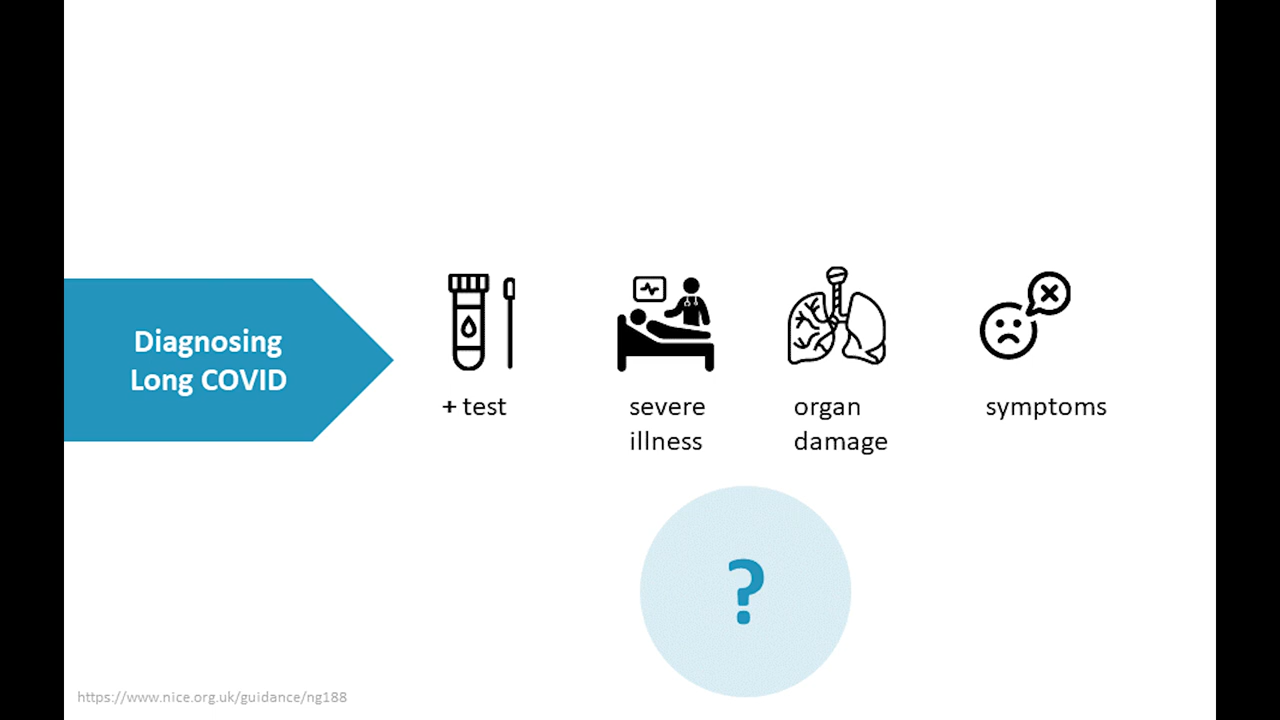 Diagnosing
Long COVID
+ test
severe
illness
organ
damage
symptoms
?
https://www.nice.org.uk/guidance/ng188